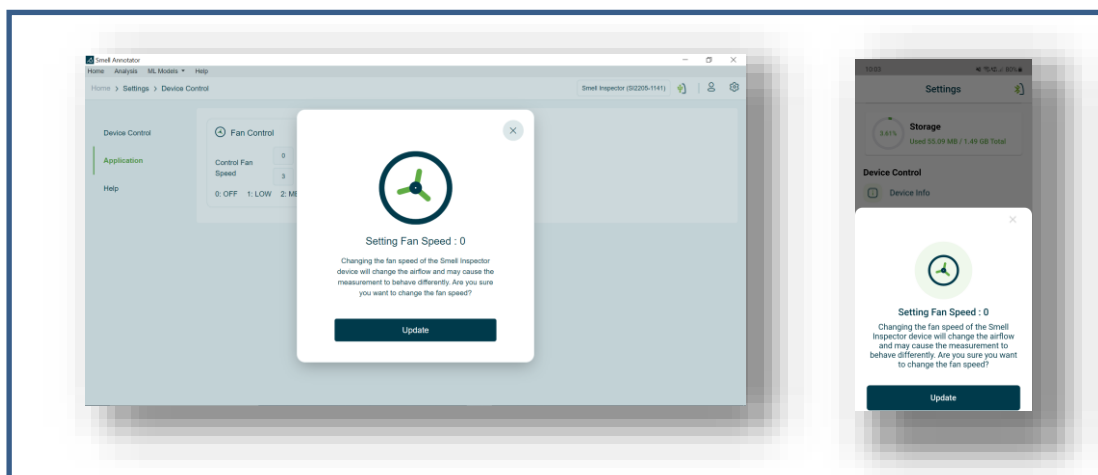 Smell Annotator
Home Analysis ML Models Help
Home > Settings > Device Control
Smell Inspector (SI2205-1141)
Device Control
Application
Help
Fan Control
Control Fan
Speed
0
3
0: OFF 1: LOW 2: ME
Setting Fan Speed : 0
Changing the fan speed of the Smell Inspector
device will change the airflow and may cause the
measurement to behave differently. Are you sure
you want to change the fan speed?
Update
80%
Settings
3.61%
Storage
Used 55.09 MB / 1.49 GB Total
Device Control
Device Info
Setting Fan Speed : 0
Changing the fan speed of the Smell
Inspector device will change the airflow
and may cause the measurement to
behave differently. Are you sure you want
to change the fan speed?
Update